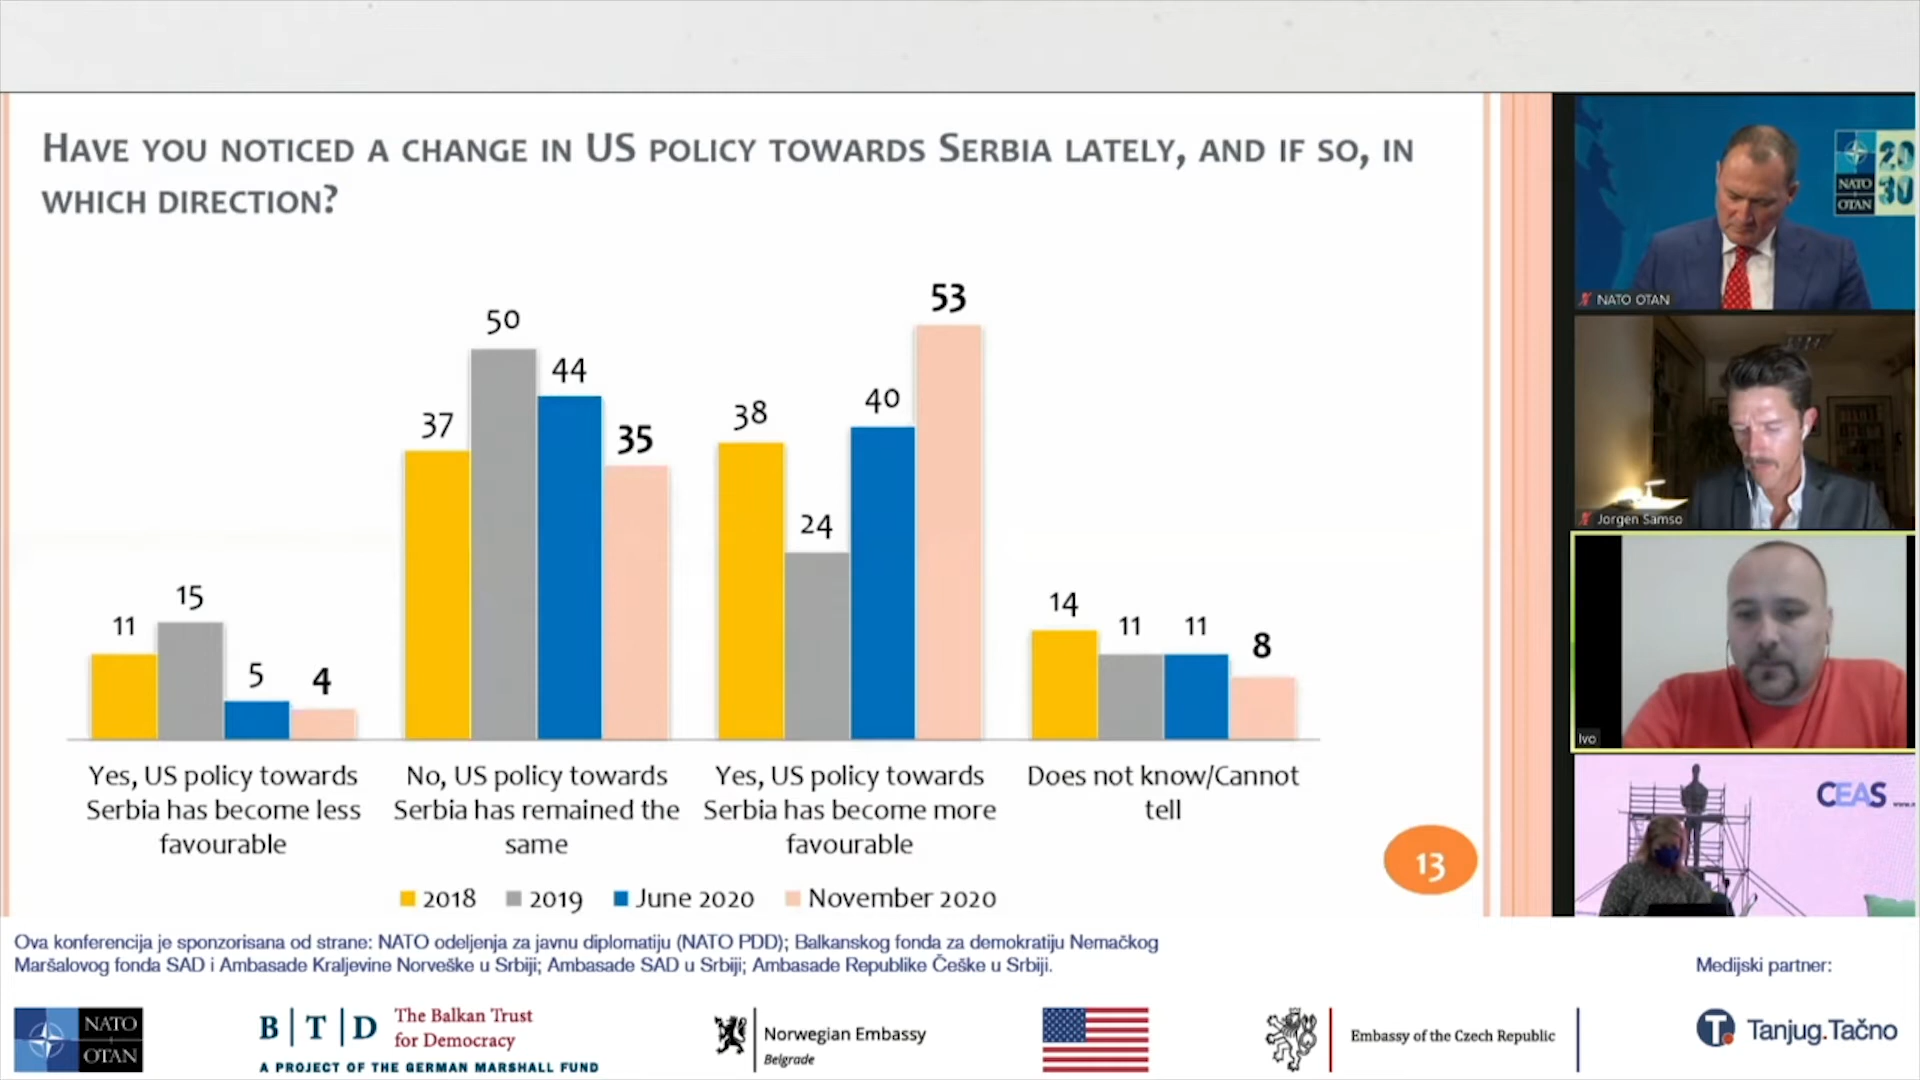 HAVE YOU NOTICED A CHANGE IN US POLICY TOWARDS SERBIA LATELY, AND IF SO, IN
WHICH DIRECTION?
11
15
5
4
37
50
44
35
38
24
40
53
14
11
11
8
Yes, US policy towards
Serbia has become less
favourable
No, US policy towards
Serbia has remained the
same
Yes, US policy towards
Serbia has become more
favourable
Does not know/Cannot
tell
2018
2019
June 2020
November 2020
13
NATO
OTAN
20
30
NATO OTAN
Jorgen Samso
Ivo
CEAS
Ova konferencija je sponzorisana od strane: NATO odeljenja za javnu diplomatiju (NATO PDD); Balkanskog fonda za demokratiju Nemačkog
Maršalovog fonda SAD i Ambasade Kraljevine Norveške u Srbiji; Ambasade SAD u Srbiji; Ambasade Republike Češke u Srbiji.
Medijski partner:
NATO
OTAN
B|T|D
The Balkan Trust
for Democracy
A PROJECT OF THE GERMAN MARSHALL FUND
Norwegian Embassy
Belgrade
Embassy of the Czech Republic
Tanjug.Tačno